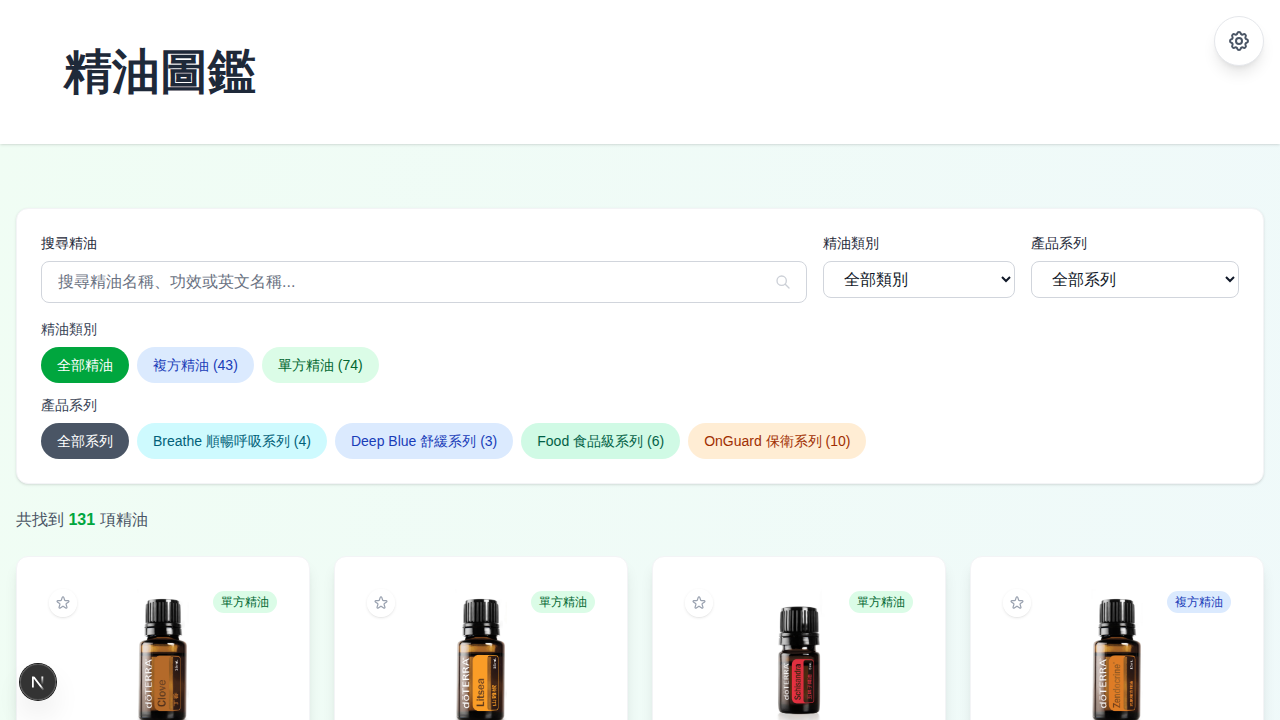 精油圖鑑
搜尋精油
精油類別
產品系列
搜尋精油名稱、功效或英文名稱...
全部類別
全部系列
精油類別
全部精油
複方精油 (43)
單方精油 (74)
產品系列
全部系列
Breathe 順暢呼吸系列 (4)
Deep Blue 舒緩系列 (3)
Food 食品級系列 (6)
OnGuard 保衛系列 (10)
共找到 131 項精油
單方精油
單方精油
單方精油
複方精油
dōTERRA
Clove
dōTERRA
Litsea
dōTERRA
dōTERRA
Zendocrine
N